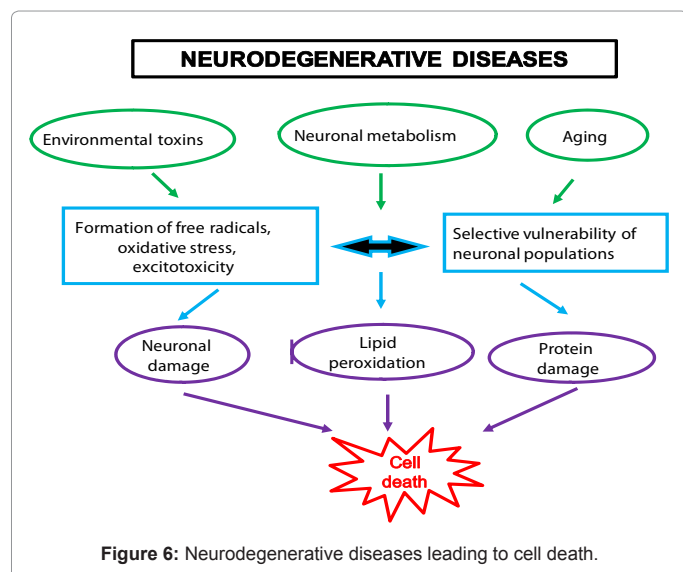 NEURODEGENERATIVE DISEASES
Environmental toxins
Neuronal metabolism
Aging
Formation of free radicals,
oxidative stress,
excitotoxicity
Selective vulnerability of
neuronal populations
Neuronal
damage
Lipid
peroxidation
Protein
damage
Cell
death
Figure 6: Neurodegenerative diseases leading to cell death.